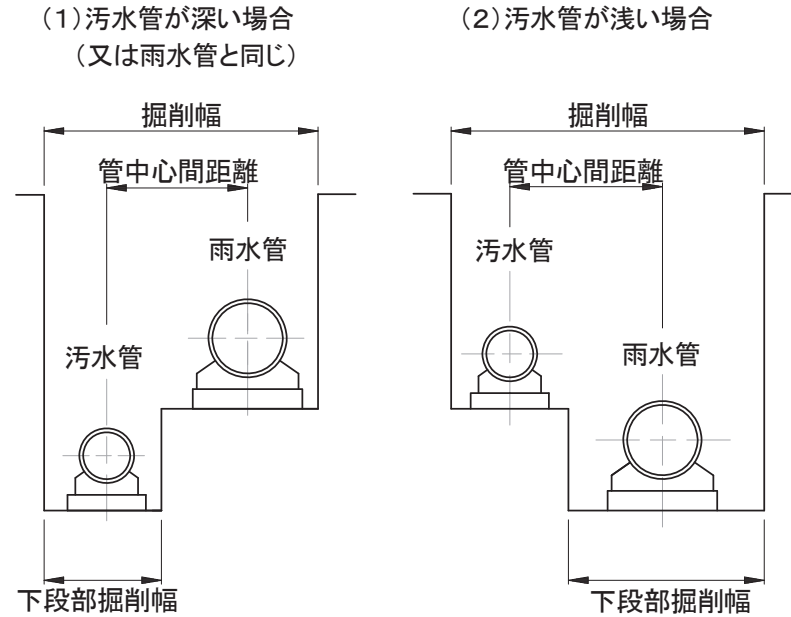 (1)汚水管が深い場合
(又は雨水管と同じ)
掘削幅
管中心間距離
雨水管
汚水管
下段部掘削幅
(2)汚水管が浅い場合
掘削幅
管中心間距離
汚水管
雨水管
下段部掘削幅